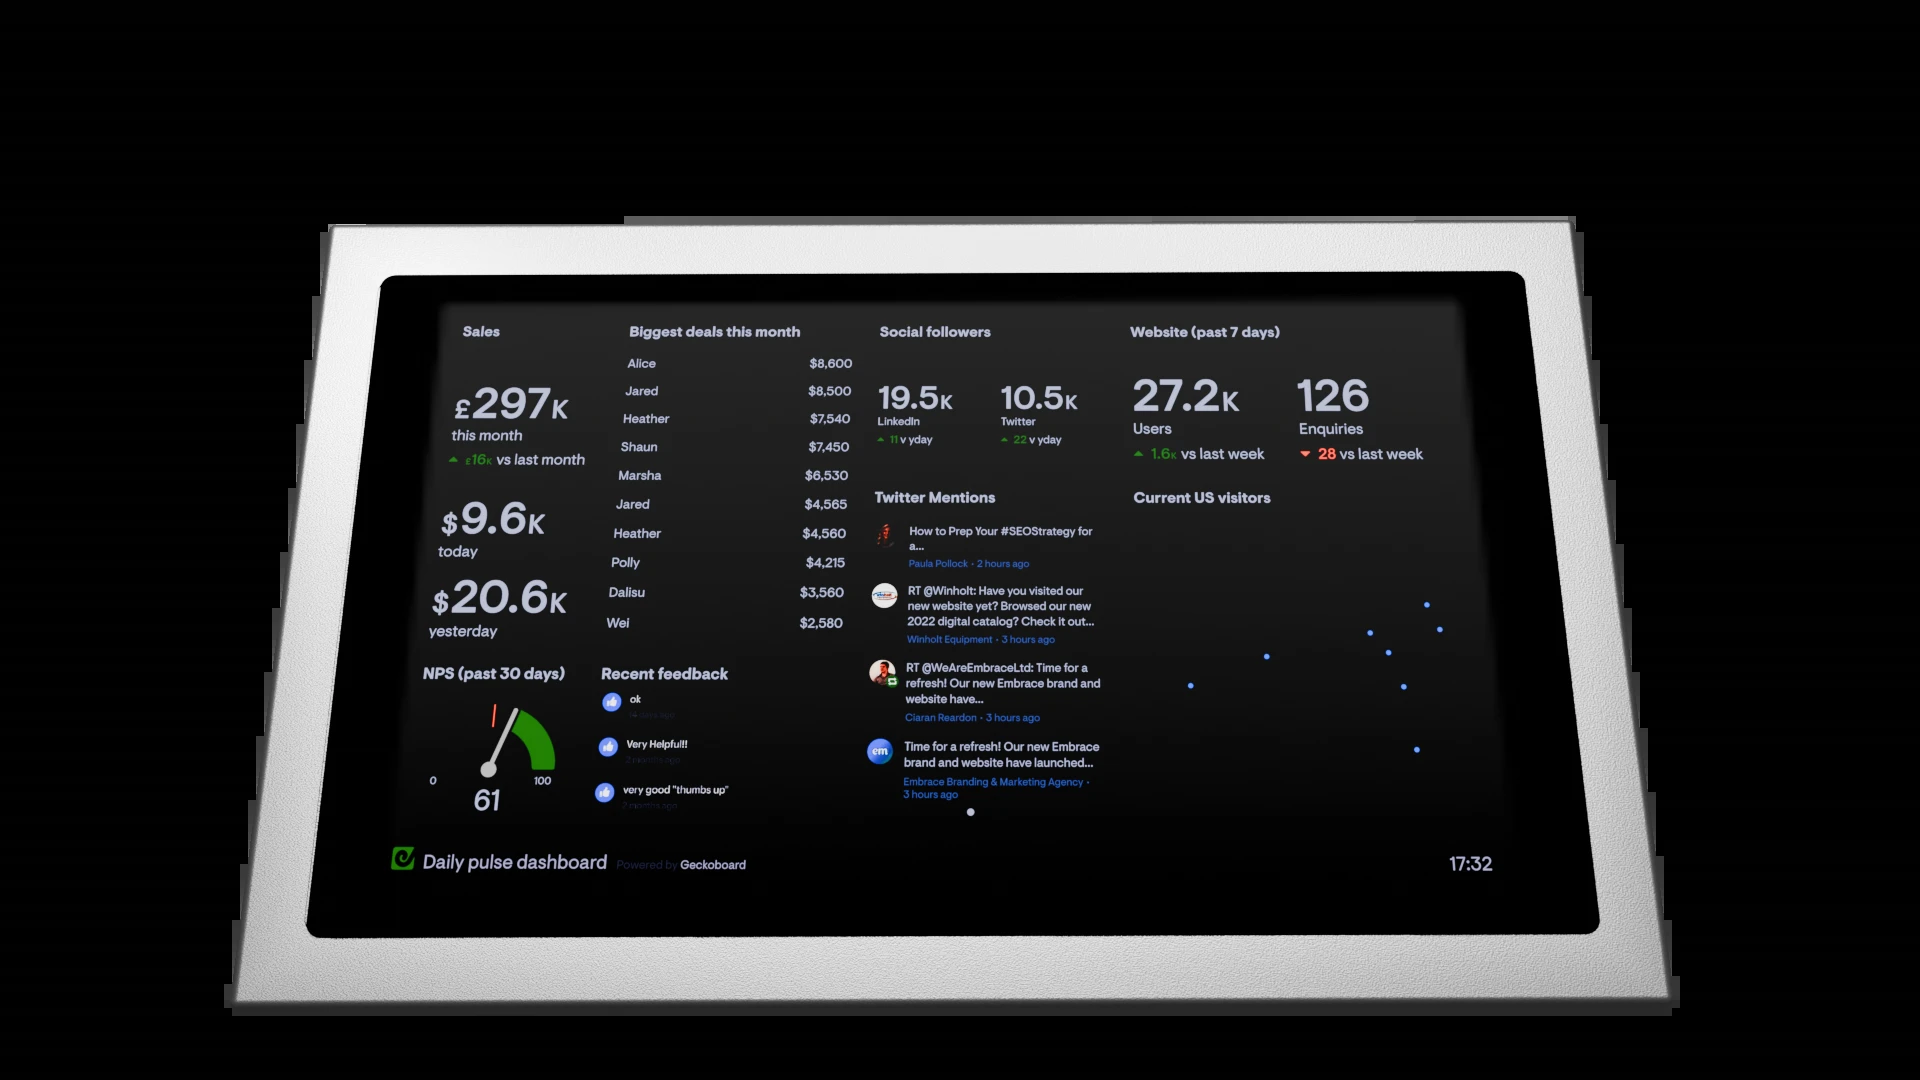 Sales
£297K
this month
£16K vs last month
$9.6K
today
$20.6K
yesterday
NPS (past 30 days)
0
100
61
Biggest deals this month
Alice $8,600
Jared $8,500
Heather $7,540
Shaun $7,450
Marsha $6,530
Jared $4,565
Heather $4,560
Polly $4,215
Dalisu $3,560
Wei $2,580
Recent feedback
ok
Very Helpful!!
2 months ago
very good "thumbs up"
2 months ago
Social followers
19.5K
LinkedIn
11 v yday
10.5K
Twitter
22 v yday
Twitter Mentions
How to Prep Your #SEOStrategy for
a...
Paula Pollock • 2 hours ago
RT @Winholt: Have you visited our
new website yet? Browsed our new
2022 digital catalog? Check it out...
Winholt Equipment • 3 hours ago
RT @WeAreEmbraceLtd: Time for a
refresh! Our new Embrace brand and
website have...
Ciaran Reardon • 3 hours ago
em
Time for a refresh! Our new Embrace
brand and website have launched...
Embrace Branding & Marketing Agency •
3 hours ago
Website (past 7 days)
27.2K
Users
1.6K vs last week
126
Enquiries
28 vs last week
Current US visitors
Daily pulse dashboard Powered by Geckoboard
17:32